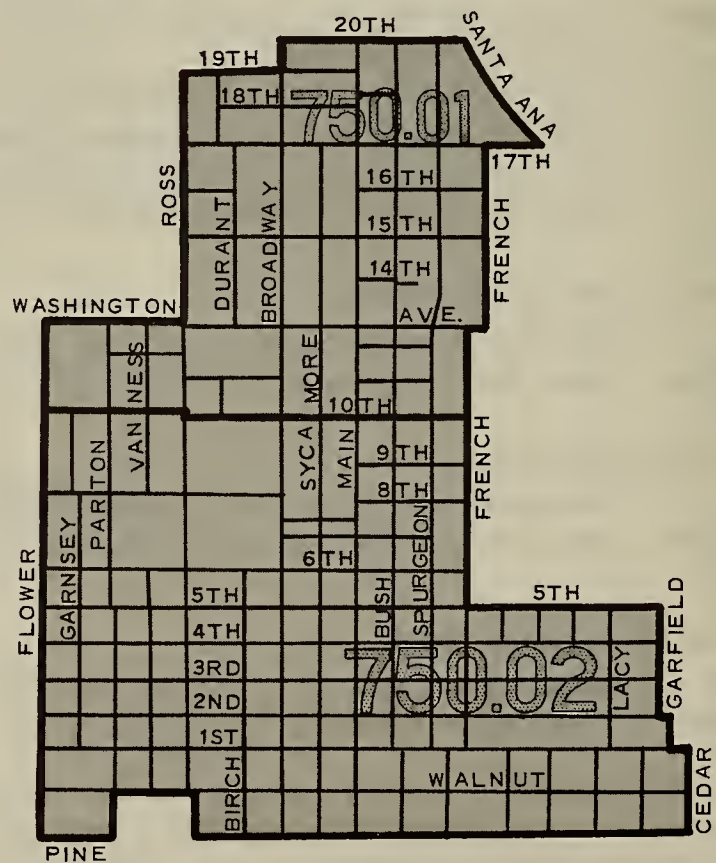 20TH
SANTA ANA
19TH
18TH
750.01
17TH
ROSS
16TH
DURANT
BROADWAY
15TH
FRENCH
14TH
WASHINGTON
AVE.
VAN NESS
SYCAMORE
10TH
PARTON
MAIN
9TH
FRENCH
8TH
GARNSEY
SPURGEON
6TH
FLOWER
BUSH
5TH
5TH
GARFIELD
4TH
3RD
750.02
LACY
2ND
1ST
BIRCH
WALNUT
CEDAR
PINE